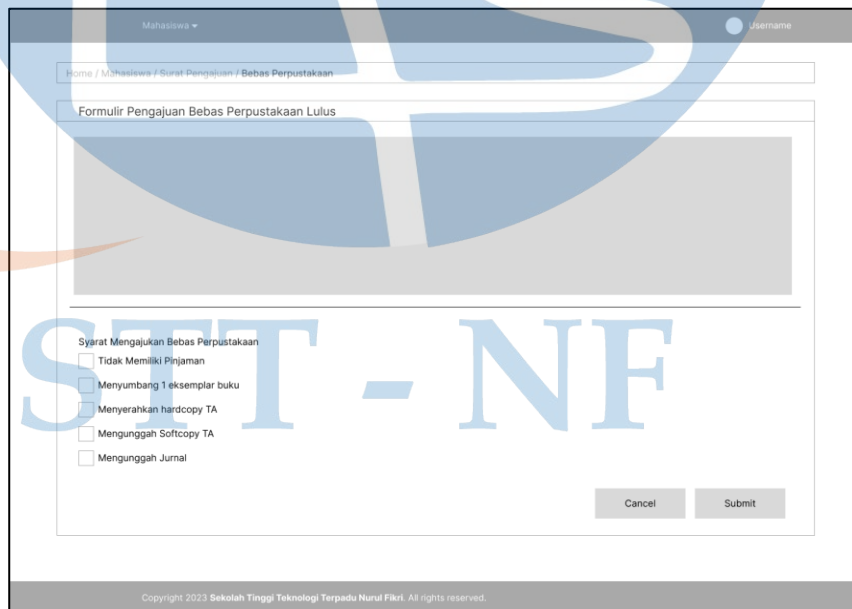 Mahasiswa
Username
Home / Mahasiswa / Surat Pengajuan / Bebas Perpustakaan
Formulir Pengajuan Bebas Perpustakaan Lulus
STT - NF
Syarat Mengajukan Bebas Perpustakaan
Tidak Memiliki Pinjaman
Menyumbang 1 eksemplar buku
Menyerahkan hardcopy TA
Mengunggah Softcopy TA
Mengunggah Jurnal
Cancel
Submit
Copyright 2023 Sekolah Tinggi Teknologi Terpadu Nurul Fikri. All rights reserved.